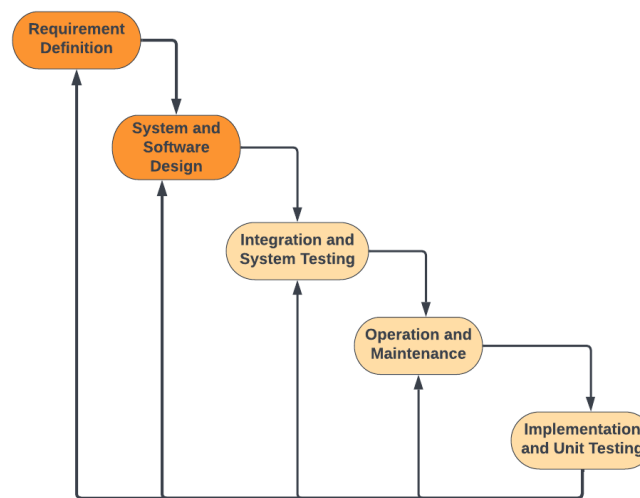 Requirement
Definition
System and
Software
Design
Integration and
System Testing
Operation and
Maintenance
Implementation
and Unit Testing